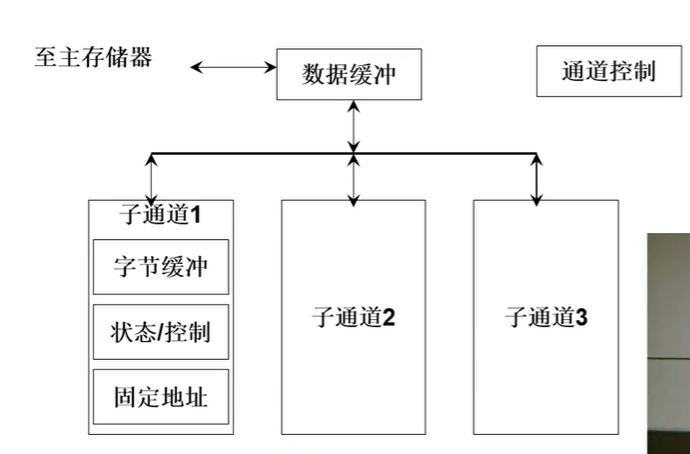 至主存储器
数据缓冲
通道控制
子通道1
字节缓冲
状态/控制
固定地址
子通道2
子通道3